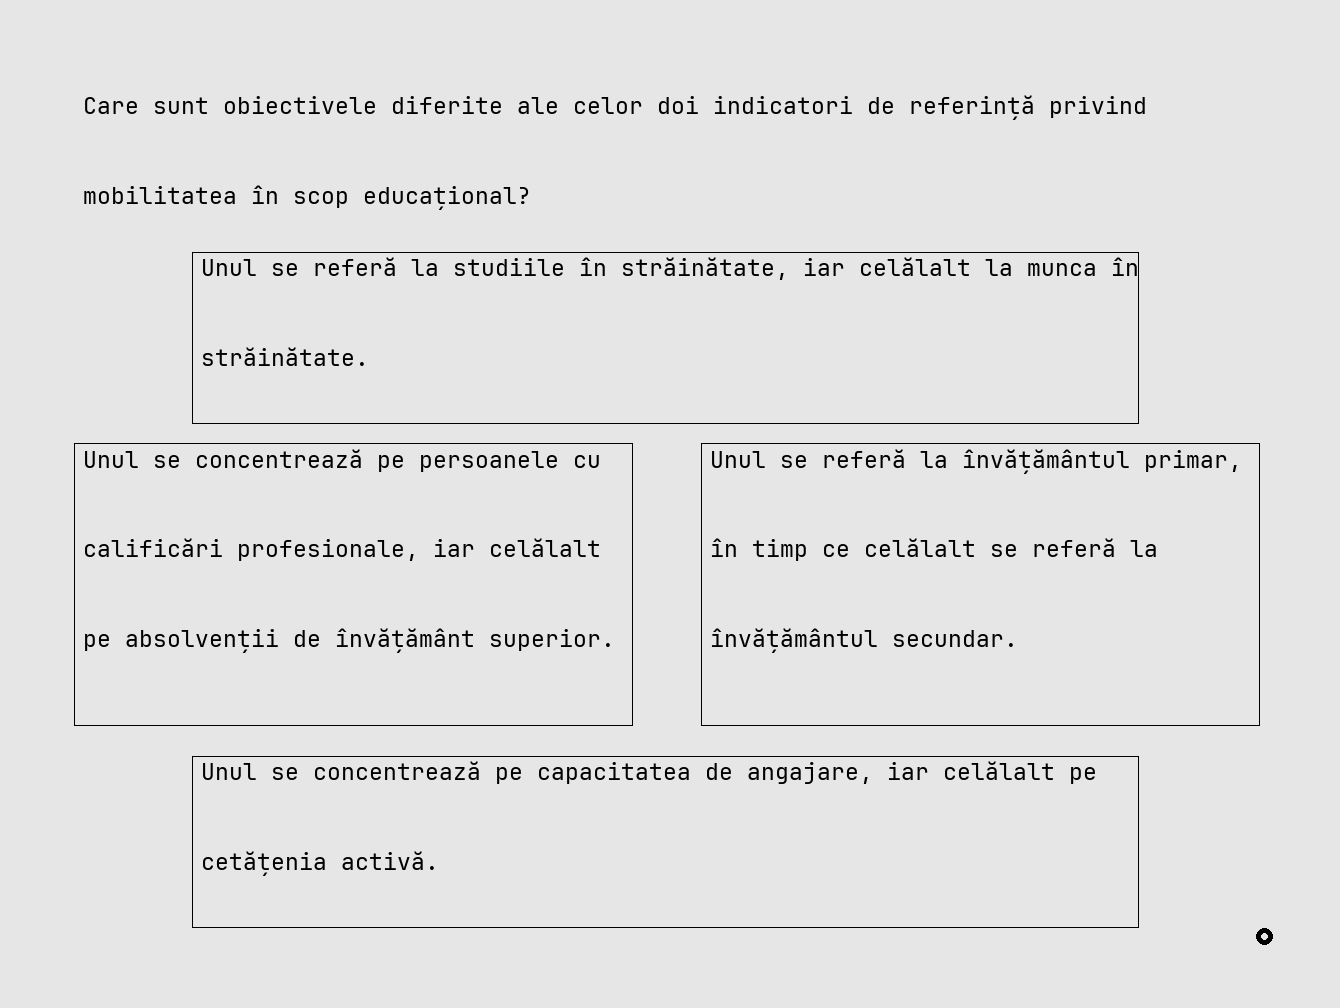 Care sunt obiectivele diferite ale celor doi indicatori de referință privind
mobilitatea în scop educațional?
Unul se referă la studiile în străinătate, iar celălalt la munca în
străinătate.
Unul se concentrează pe persoanele cu
calificări profesionale, iar celălalt
pe absolvenții de învățământ superior.
Unul se referă la învățământul primar,
în timp ce celălalt se referă la
învățământul secundar.
Unul se concentrează pe capacitatea de angajare, iar celălalt pe
cetățenia activă.